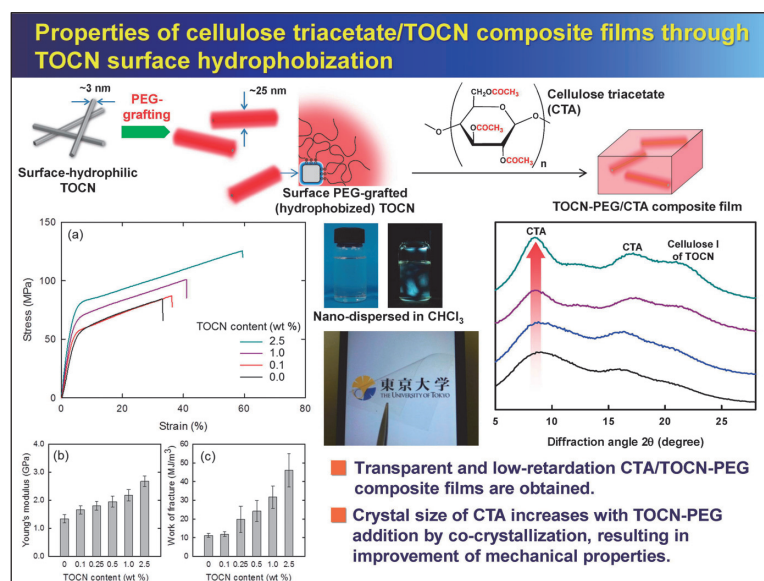 Properties of cellulose triacetate/TOCN composite films through
TOCN surface hydrophobization
~3 nm
PEG-
grafting
~25 nm
Surface-hydrophilic
TOCN
Surface PEG-grafted
(hydrophobized) TOCN
C₆OCOCH₃
OCOCH₃
OCOCH₃
O
O
O
n
Cellulose triacetate
(CTA)
TOCN-PEG/CTA composite film
(a)
Stress (MPa)
150
100
50
0
0
20
40
60
80
Strain (%)
TOCN content (wt %)
2.5
1.0
0.1
0.0
Nano-dispersed in CHCl₃
東京大学
THE UNIVERSITY OF TOKYO
CTA
CTA
Cellulose I
of TOCN
5
10
15
20
25
Diffraction angle 2θ (degree)
(b)
Young's modulus (GPa)
4.0
3.0
2.0
1.0
0.0
0 0.1 0.25 0.5 1.0 2.5
TOCN content (wt %)
(c)
Work of fracture (MJ/m³)
60
50
40
30
20
10
0
0 0.1 0.25 0.5 1.0 2.5
TOCN content (wt %)
Transparent and low-retardation CTA/TOCN-PEG
composite films are obtained.
Crystal size of CTA increases with TOCN-PEG
addition by co-crystallization, resulting in
improvement of mechanical properties.